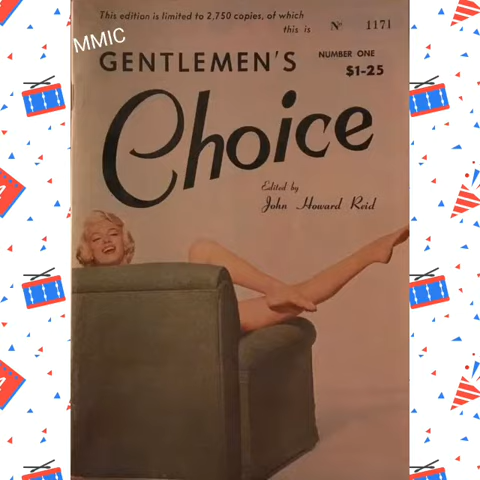 This edition is limited to 2,750 copies, of which
this is Nº 1171
MMIC
GENTLEMEN'S
NUMBER ONE
$1-25
Choice
Edited by
John Howard Reid